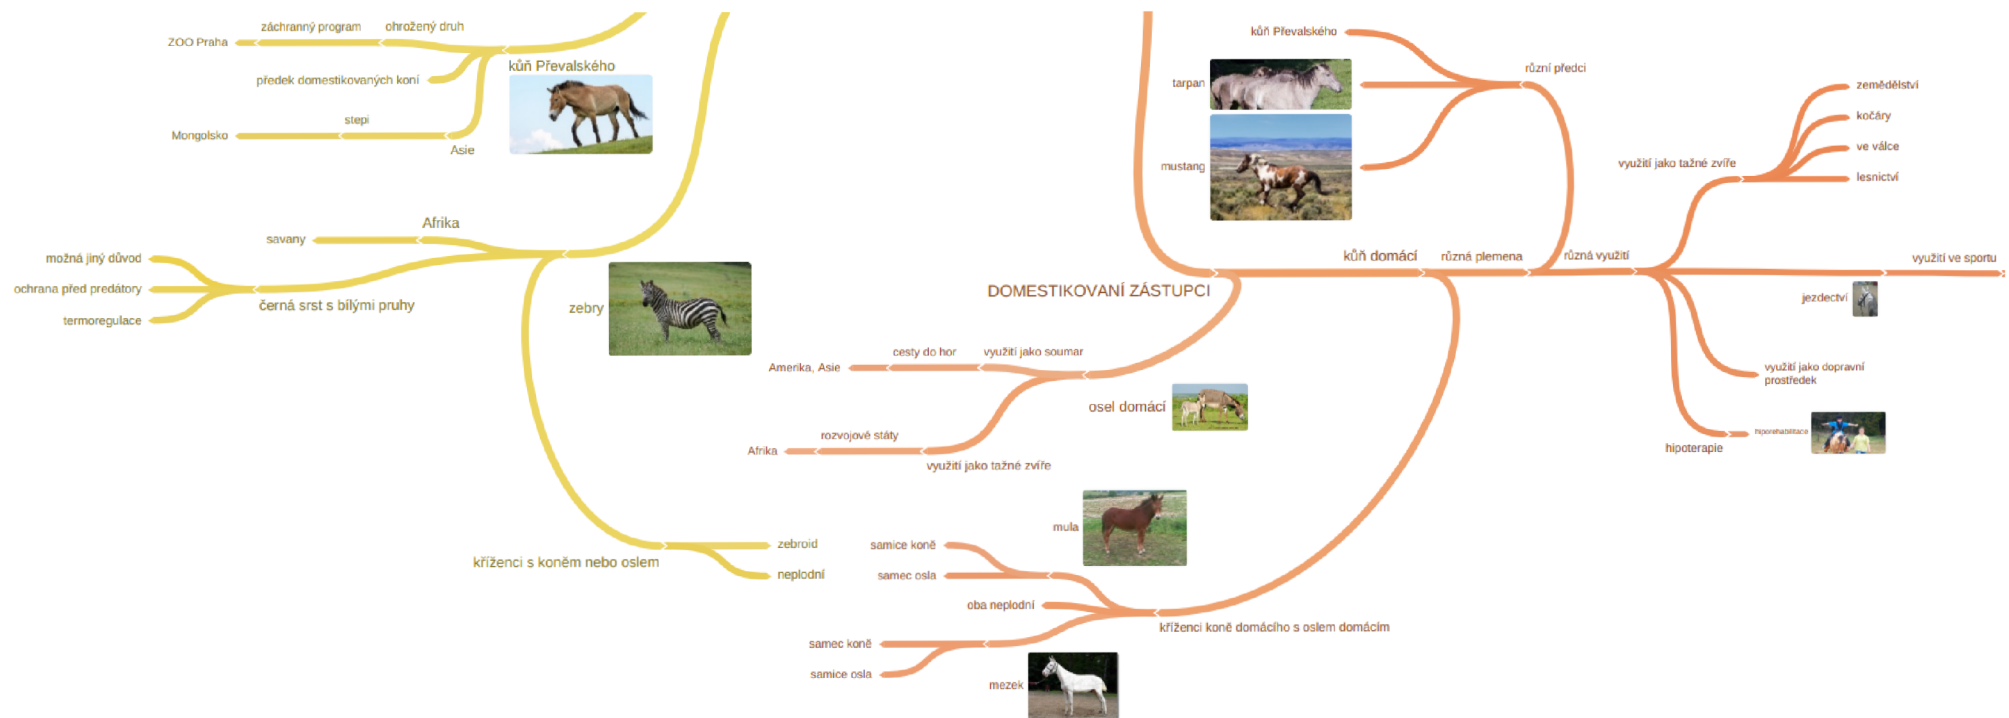 ZOO Praha
záchranný program
ohrožený druh
předek domestikovaných koní
kůň Převalského
Mongolsko
stepi
Asie
Afrika
savany
možná jiný důvod
ochrana před predátory
termoregulace
černá srst s bílými pruhy
zebry
kříženci s koněm nebo oslem
zebroid
neplodní
DOMESTIKOVANÍ ZÁSTUPCI
kůň domácí
různá plemena
různí předci
kůň Převalského
tarpan
mustang
různá využití
využití jako tažné zvíře
zemědělství
kočáry
ve válce
lesnictví
využití ve sportu
jezdectví
využití jako dopravní
prostředek
hipoterapie
hiporehabilitace
osel domácí
využití jako soumar
cesty do hor
Amerika, Asie
využití jako tažné zvíře
rozvojové státy
Afrika
kříženci koně domácího s oslem domácím
mula
samice koně
samec osla
oba neplodní
samec koně
samice osla
mezek